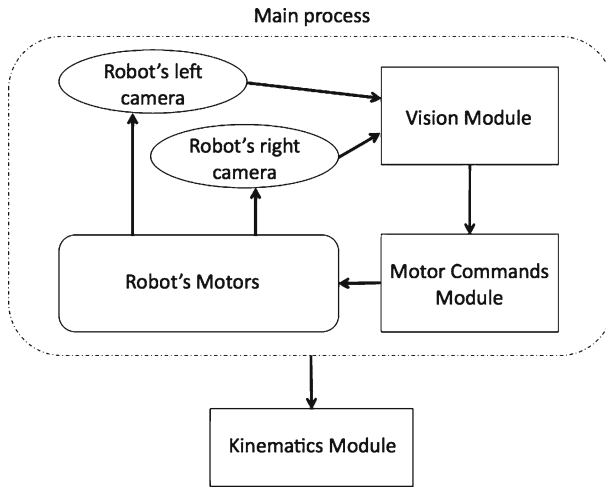 Main process
Robot's left
camera
Vision Module
Robot's right
camera
Robot's Motors
Motor Commands
Module
Kinematics Module